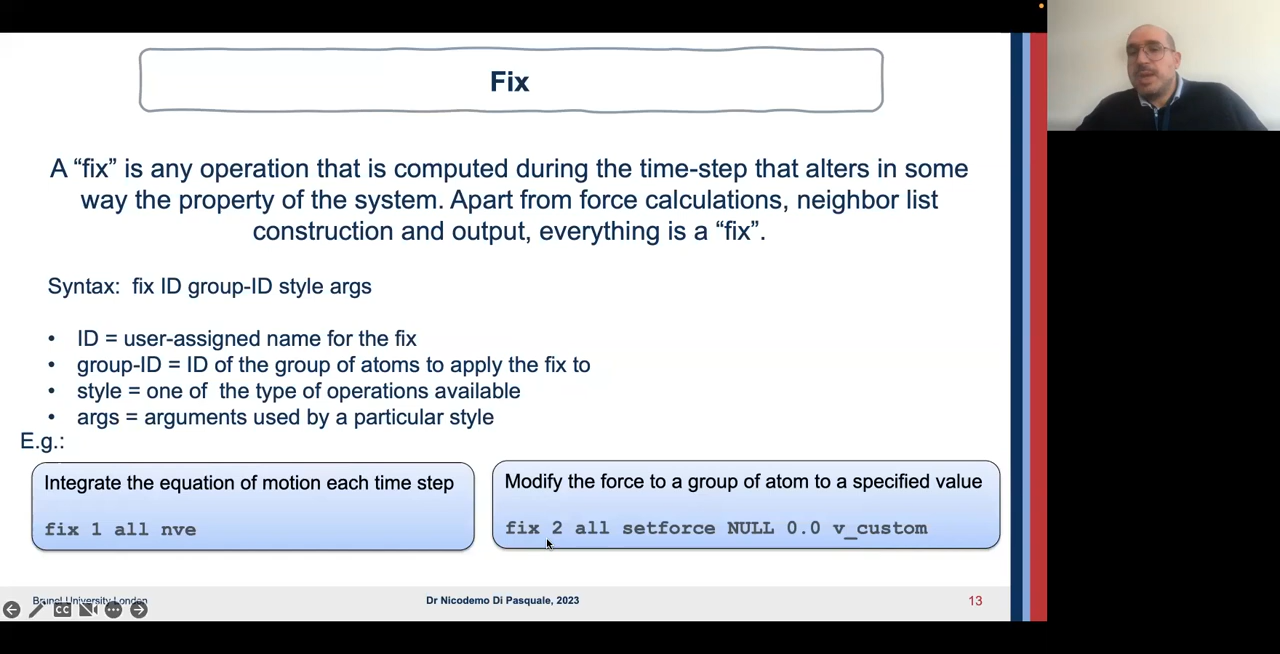 Fix
A “fix” is any operation that is computed during the time-step that alters in some
way the property of the system. Apart from force calculations, neighbor list
construction and output, everything is a “fix”.
Syntax: fix ID group-ID style args
• ID = user-assigned name for the fix
• group-ID = ID of the group of atoms to apply the fix to
• style = one of the type of operations available
• args = arguments used by a particular style
E.g.:
Integrate the equation of motion each time step
fix 1 all nve
Modify the force to a group of atom to a specified value
fix 2 all setforce NULL 0.0 v_custom
Brunel University London
CC
Dr Nicodemo Di Pasquale, 2023
13